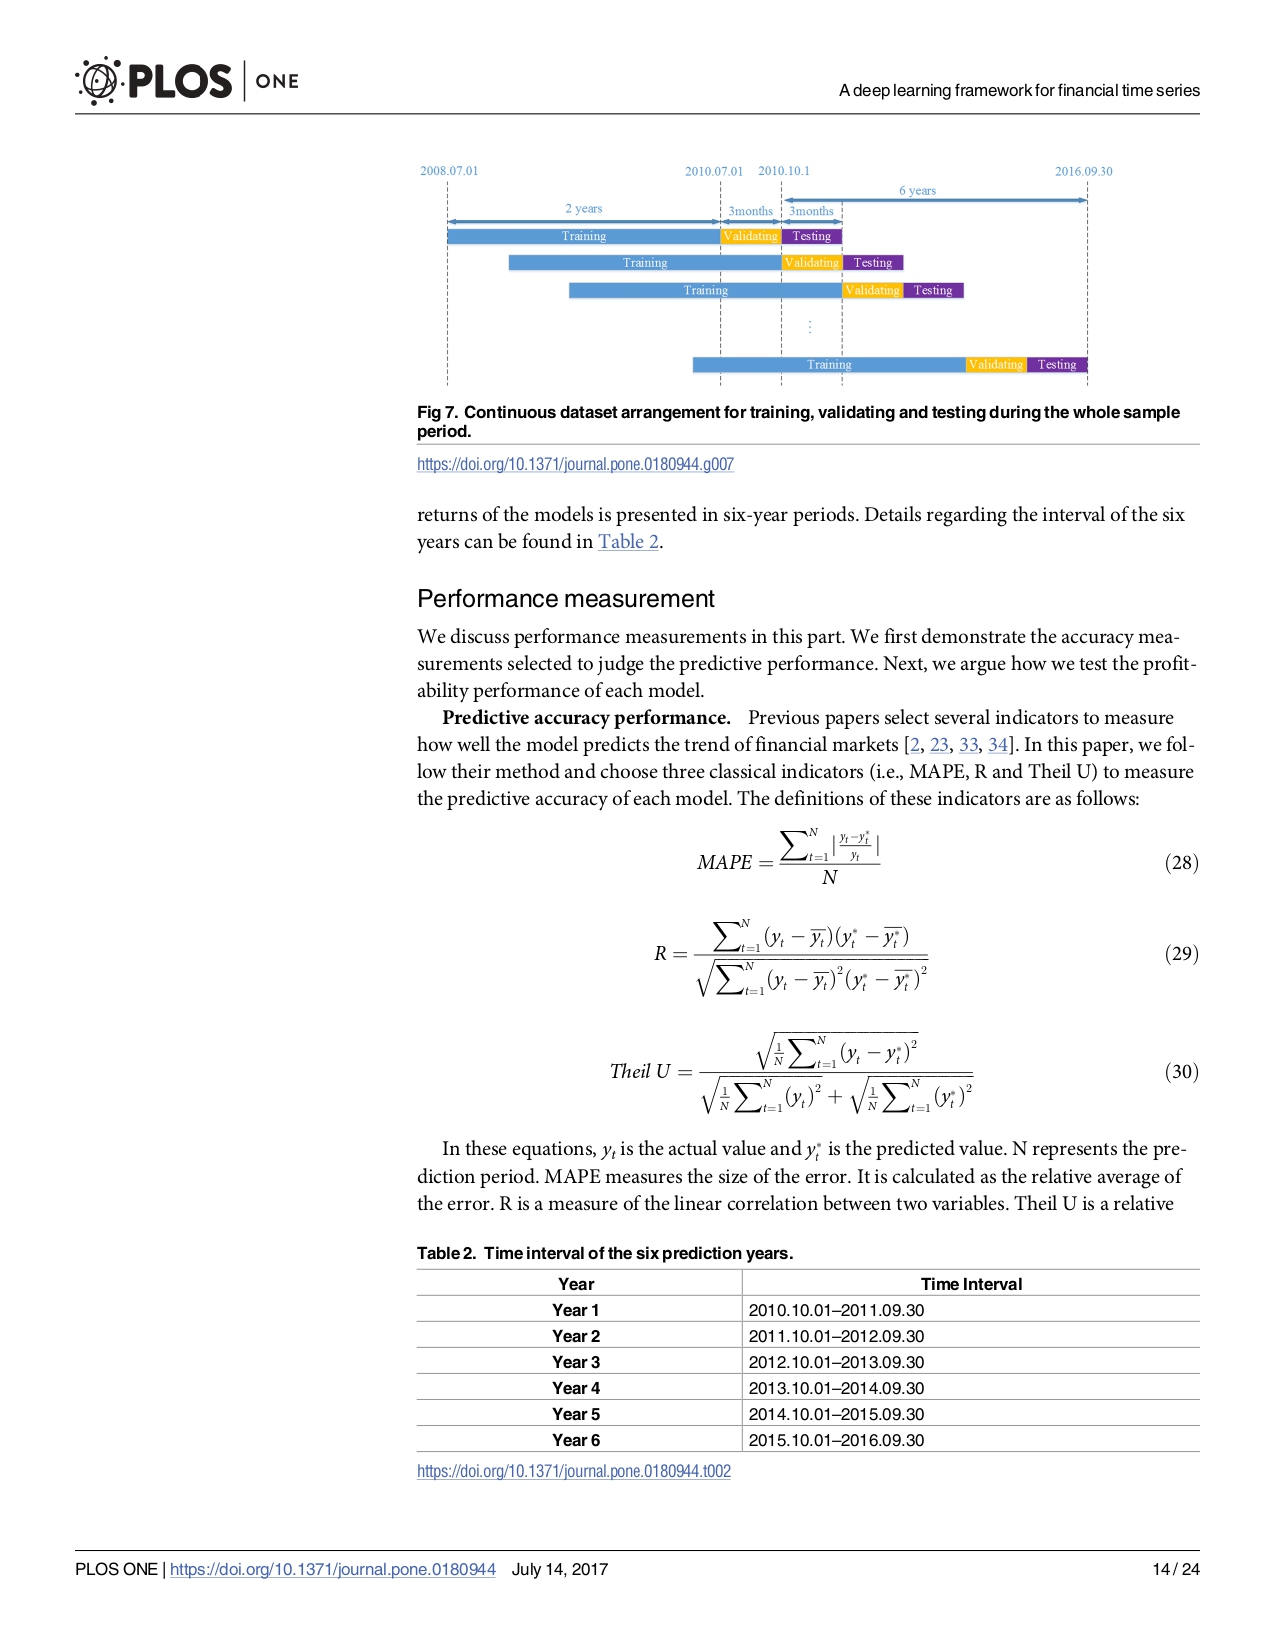 PLOS | ONE
A deep learning framework for financial time series
2008.07.01 2010.07.01 2010.10.1 2016.09.30
6 years
2 years 3months 3months
Training Validating Testing
Training Validating Testing
Training Validating Testing
⋮
Training Validating Testing
Fig 7. Continuous dataset arrangement for training, validating and testing during the whole sample
period.
https://doi.org/10.1371/journal.pone.0180944.g007
returns of the models is presented in six-year periods. Details regarding the interval of the six
years can be found in Table 2.
Performance measurement
We discuss performance measurements in this part. We first demonstrate the accuracy mea-
surements selected to judge the predictive performance. Next, we argue how we test the profit-
ability performance of each model.
Predictive accuracy performance. Previous papers select several indicators to measure
how well the model predicts the trend of financial markets [2, 23, 33, 34]. In this paper, we fol-
low their method and choose three classical indicators (i.e., MAPE, R and Theil U) to measure
the predictive accuracy of each model. The definitions of these indicators are as follows:
MAPE = \frac{\sum_{t=1}^{N} |\frac{y_t - y_t^*}{y_t}|}{N} (28)
R = \frac{\sum_{t=1}^{N} (y_t - \overline{y_t})(y_t^* - \overline{y_t^*})}{\sqrt{\sum_{t=1}^{N} (y_t - \overline{y_t})^2 (y_t^* - \overline{y_t^*})^2}} (29)
Theil U = \frac{\sqrt{\frac{1}{N} \sum_{t=1}^{N} (y_t - y_t^*)^2}}{\sqrt{\frac{1}{N} \sum_{t=1}^{N} (y_t)^2} + \sqrt{\frac{1}{N} \sum_{t=1}^{N} (y_t^*)^2}} (30)
In these equations, y_t is the actual value and y_t^* is the predicted value. N represents the pre-
diction period. MAPE measures the size of the error. It is calculated as the relative average of
the error. R is a measure of the linear correlation between two variables. Theil U is a relative
Table 2. Time interval of the six prediction years.
Year Time Interval
Year 1 2010.10.01–2011.09.30
Year 2 2011.10.01–2012.09.30
Year 3 2012.10.01–2013.09.30
Year 4 2013.10.01–2014.09.30
Year 5 2014.10.01–2015.09.30
Year 6 2015.10.01–2016.09.30
https://doi.org/10.1371/journal.pone.0180944.t002
PLOS ONE | https://doi.org/10.1371/journal.pone.0180944 July 14, 2017 14 / 24